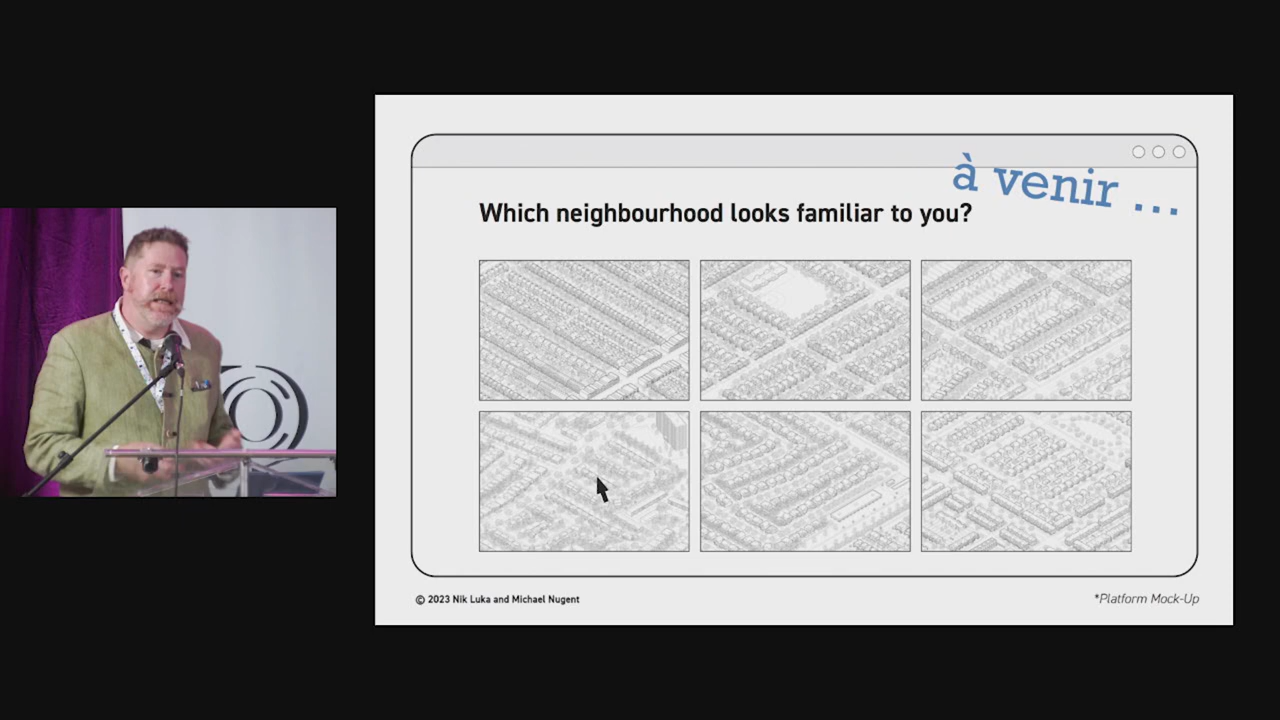 à venir ...
Which neighbourhood looks familiar to you?
© 2023 Nik Luka and Michael Nugent
*Platform Mock-Up